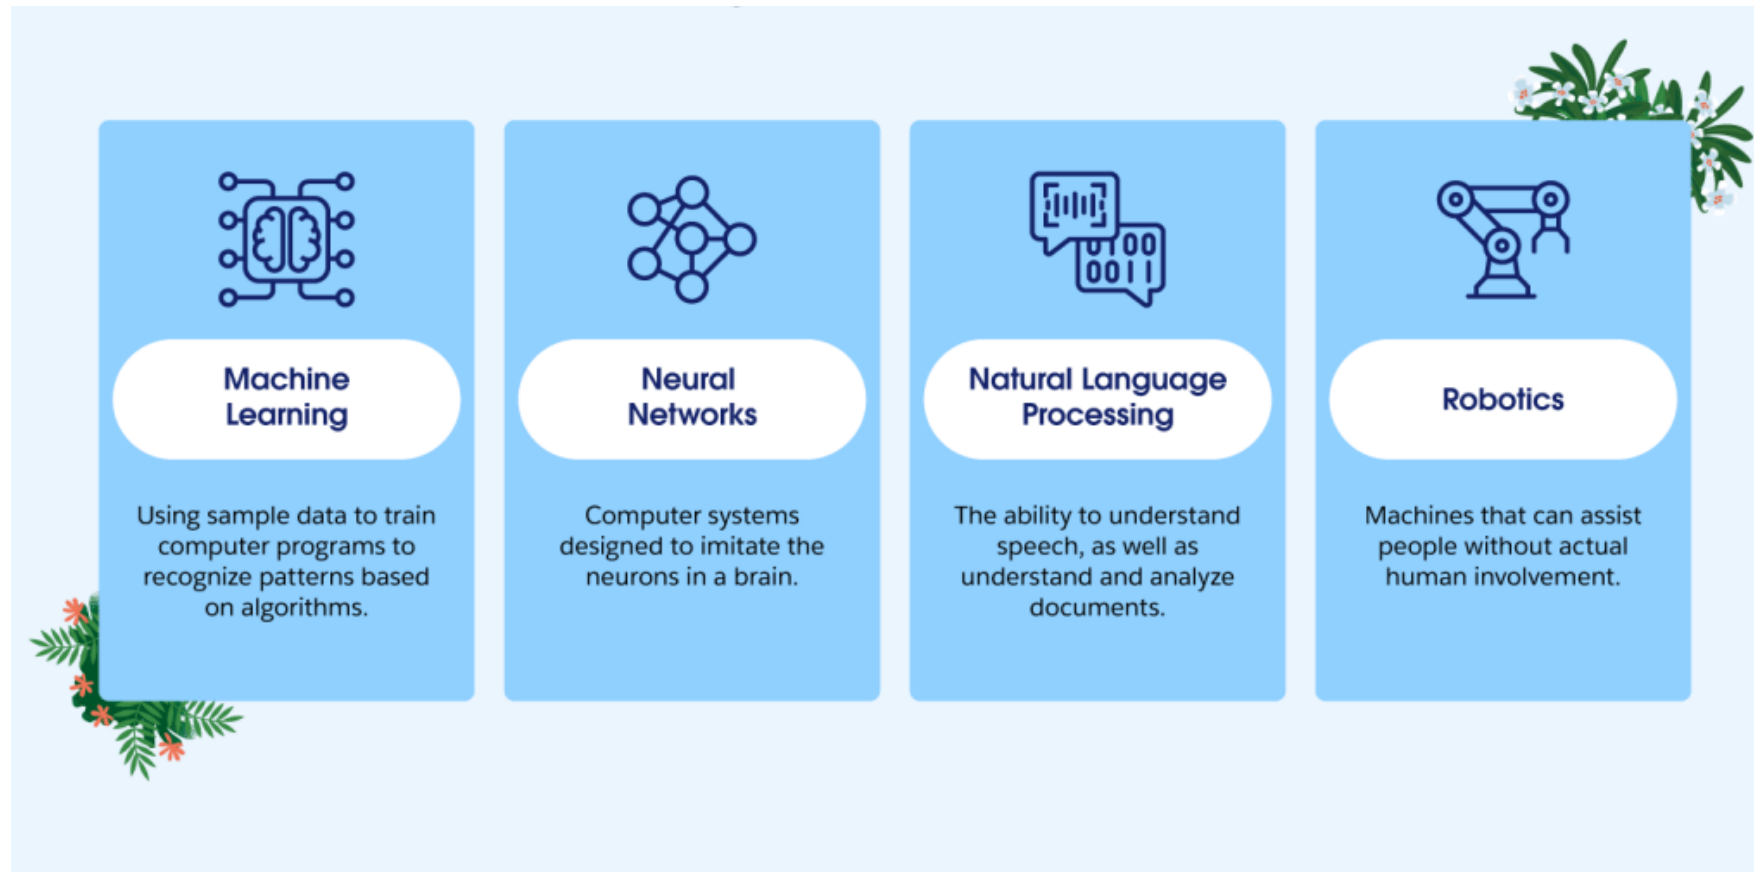 Machine
Learning
Using sample data to train
computer programs to
recognize patterns based
on algorithms.
Neural
Networks
Computer systems
designed to imitate the
neurons in a brain.
0100
0011
Natural Language
Processing
The ability to understand
speech, as well as
understand and analyze
documents.
Robotics
Machines that can assist
people without actual
human involvement.